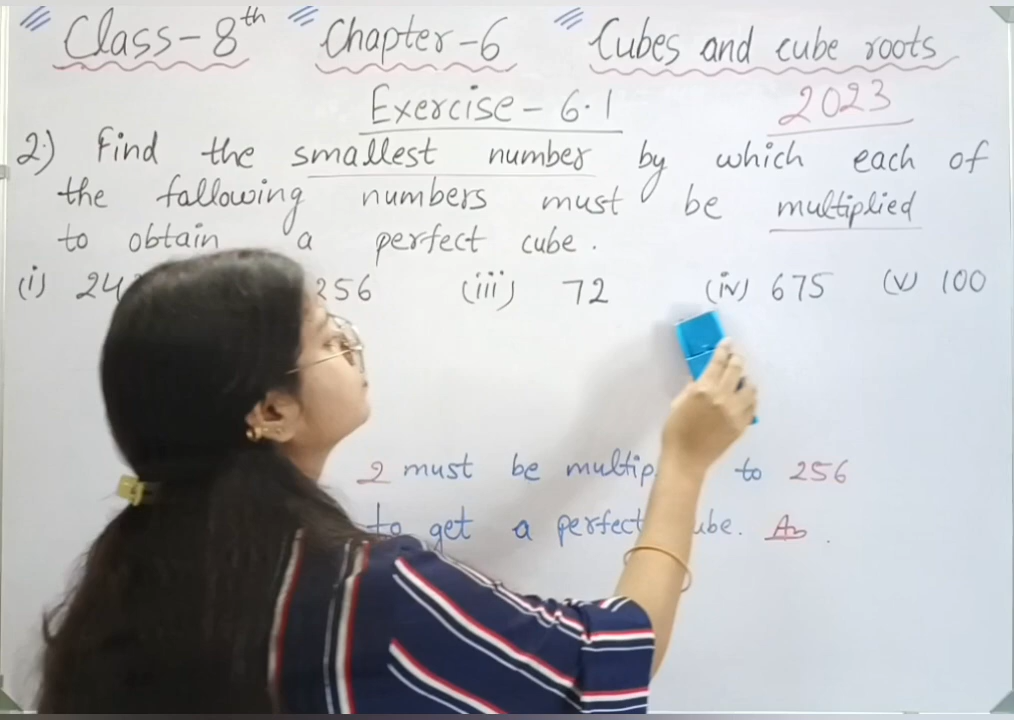 Class-8th Chapter-6 Cubes and cube roots
Exercise-6.1 2023
2) Find the smallest number by which each of
the fallowing numbers must be multiplied
to obtain a perfect cube.
(i) 24 256 (iii) 72 (iv) 675 (v) 100
2 must be multip to 256
to get a perfect ube. Ans.